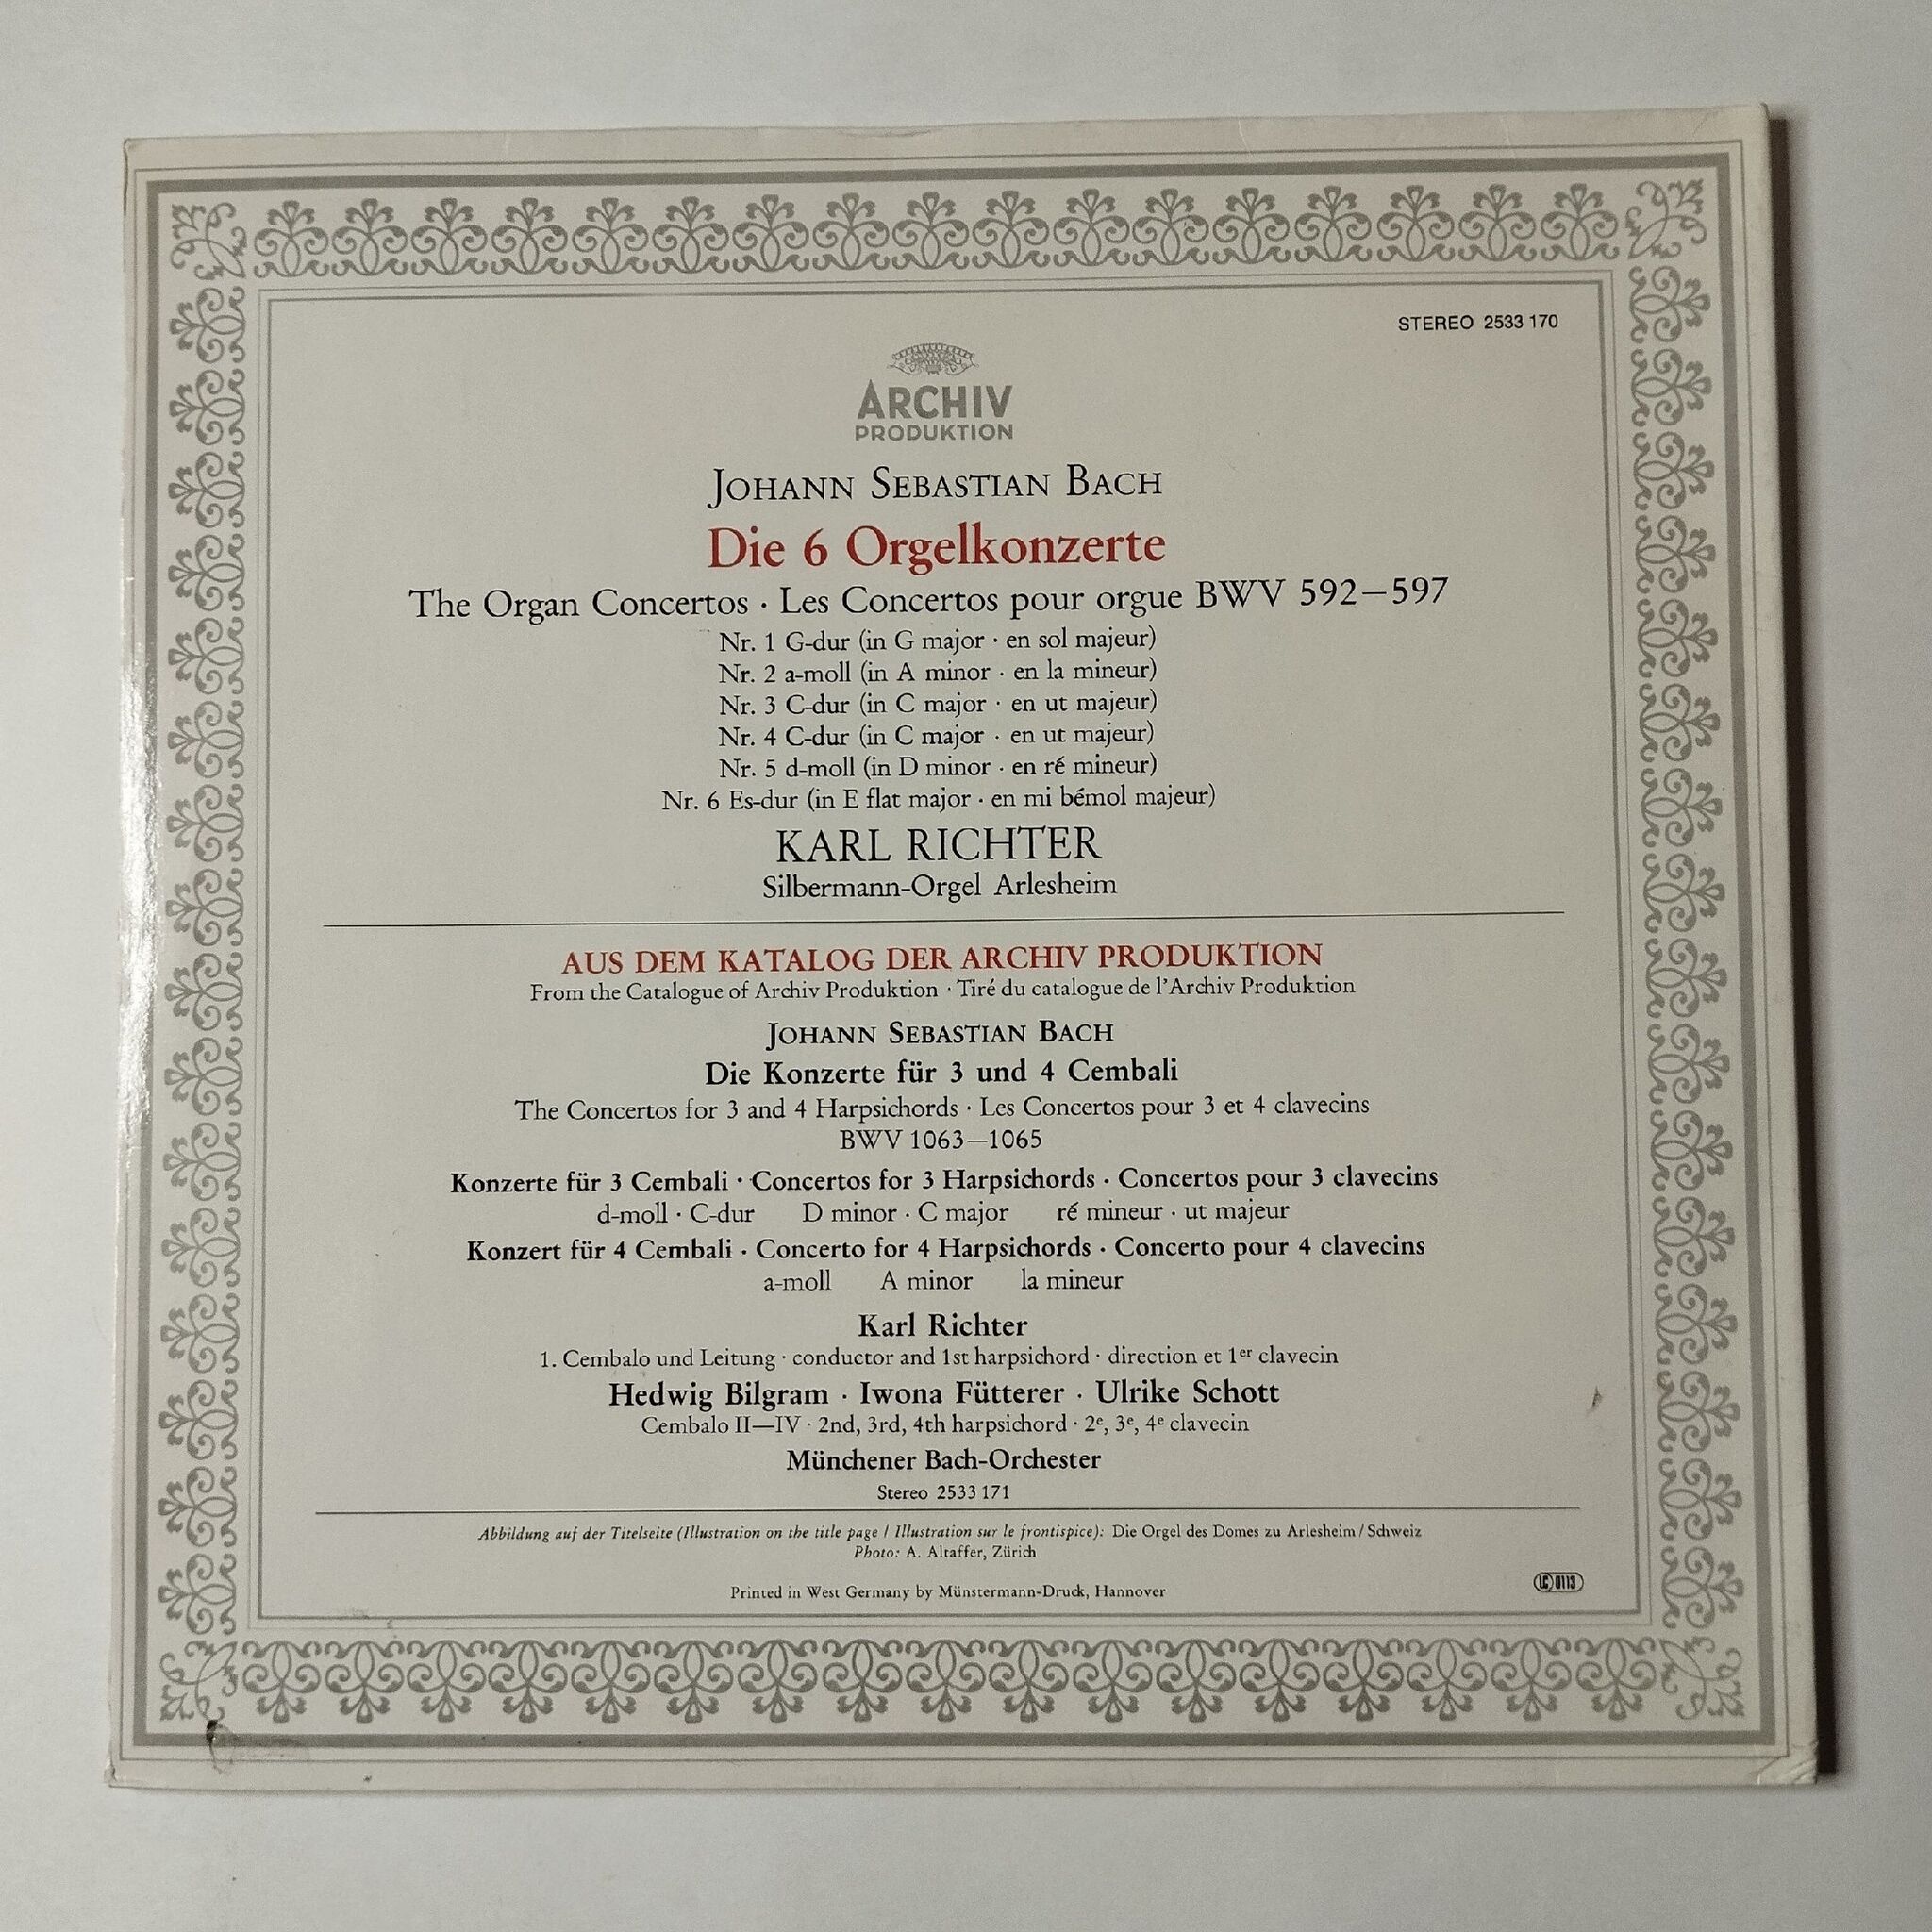 STEREO 2533 170
ARCHIV
PRODUKTION
JOHANN SEBASTIAN BACH
Die 6 Orgelkonzerte
The Organ Concertos · Les Concertos pour orgue BWV 592–597
Nr. 1 G-dur (in G major · en sol majeur)
Nr. 2 a-moll (in A minor · en la mineur)
Nr. 3 C-dur (in C major · en ut majeur)
Nr. 4 C-dur (in C major · en ut majeur)
Nr. 5 d-moll (in D minor · en ré mineur)
Nr. 6 Es-dur (in E flat major · en mi bémol majeur)
KARL RICHTER
Silbermann-Orgel Arlesheim
AUS DEM KATALOG DER ARCHIV PRODUKTION
From the Catalogue of Archiv Produktion · Tiré du catalogue de l'Archiv Produktion
JOHANN SEBASTIAN BACH
Die Konzerte für 3 und 4 Cembali
The Concertos for 3 and 4 Harpsichords · Les Concertos pour 3 et 4 clavecins
BWV 1063—1065
Konzerte für 3 Cembali · Concertos for 3 Harpsichords · Concertos pour 3 clavecins
d-moll · C-dur D minor · C major ré mineur · ut majeur
Konzert für 4 Cembali · Concerto for 4 Harpsichords · Concerto pour 4 clavecins
a-moll A minor la mineur
Karl Richter
1. Cembalo und Leitung · conductor and 1st harpsichord · direction et 1er clavecin
Hedwig Bilgram · Iwona Fütterer · Ulrike Schott
Cembalo II—IV · 2nd, 3rd, 4th harpsichord · 2e, 3e, 4e clavecin
Münchener Bach-Orchester
Stereo 2533 171
Abbildung auf der Titelseite (Illustration on the title page / Illustration sur le frontispice): Die Orgel des Domes zu Arlesheim / Schweiz
Photo: A. Altaffer, Zürich
Printed in West Germany by Münstermann-Druck, Hannover
LC 0113